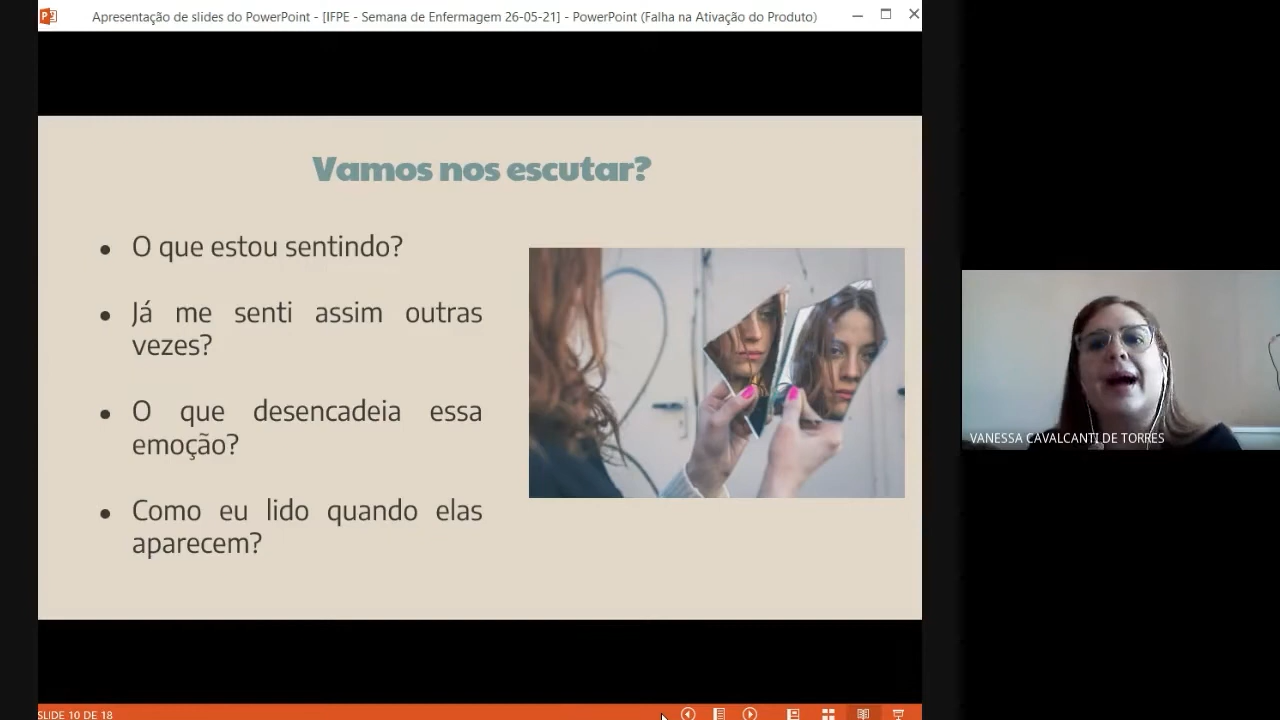 Apresentação de slides do PowerPoint - [IFPE - Semana de Enfermagem 26-05-21] - PowerPoint (Falha na Ativação do Produto)
Vamos nos escutar?
• O que estou sentindo?
• Já me senti assim outras
vezes?
• O que desencadeia essa
emoção?
• Como eu lido quando elas
aparecem?
VANESSA CAVALCANTI DE TORRES
SLIDE 10 DE 18